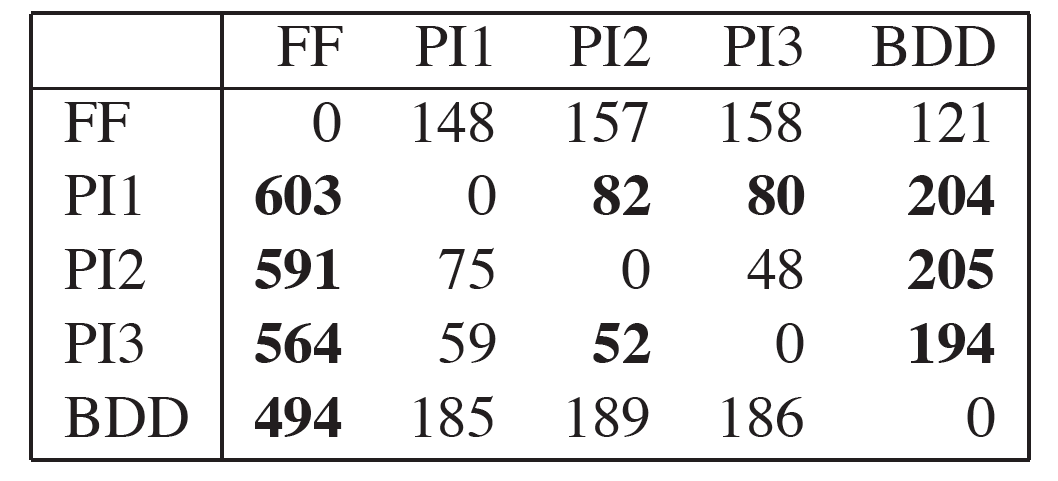 FF PI1 PI2 PI3 BDD
FF 0 148 157 158 121
PI1 603 0 82 80 204
PI2 591 75 0 48 205
PI3 564 59 52 0 194
BDD 494 185 189 186 0